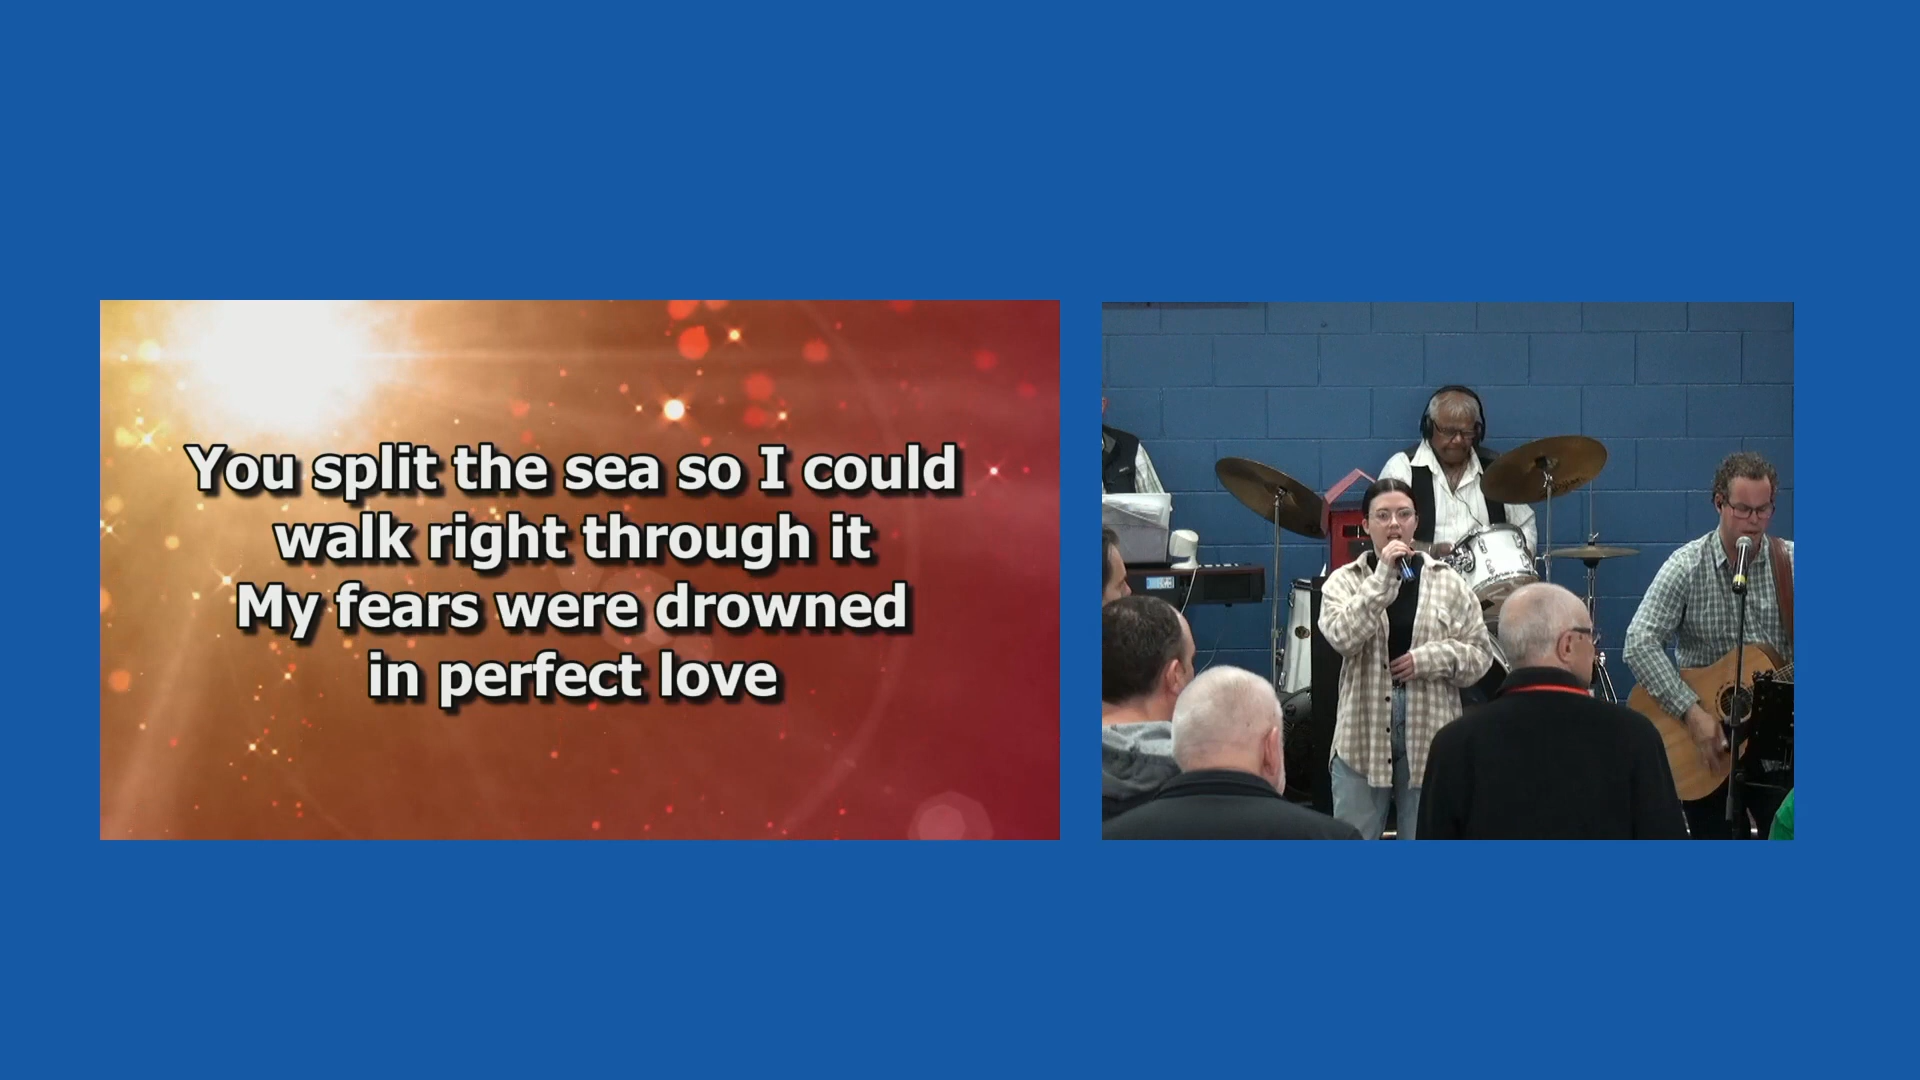 You split the sea so I could
walk right through it
My fears were drowned
in perfect love